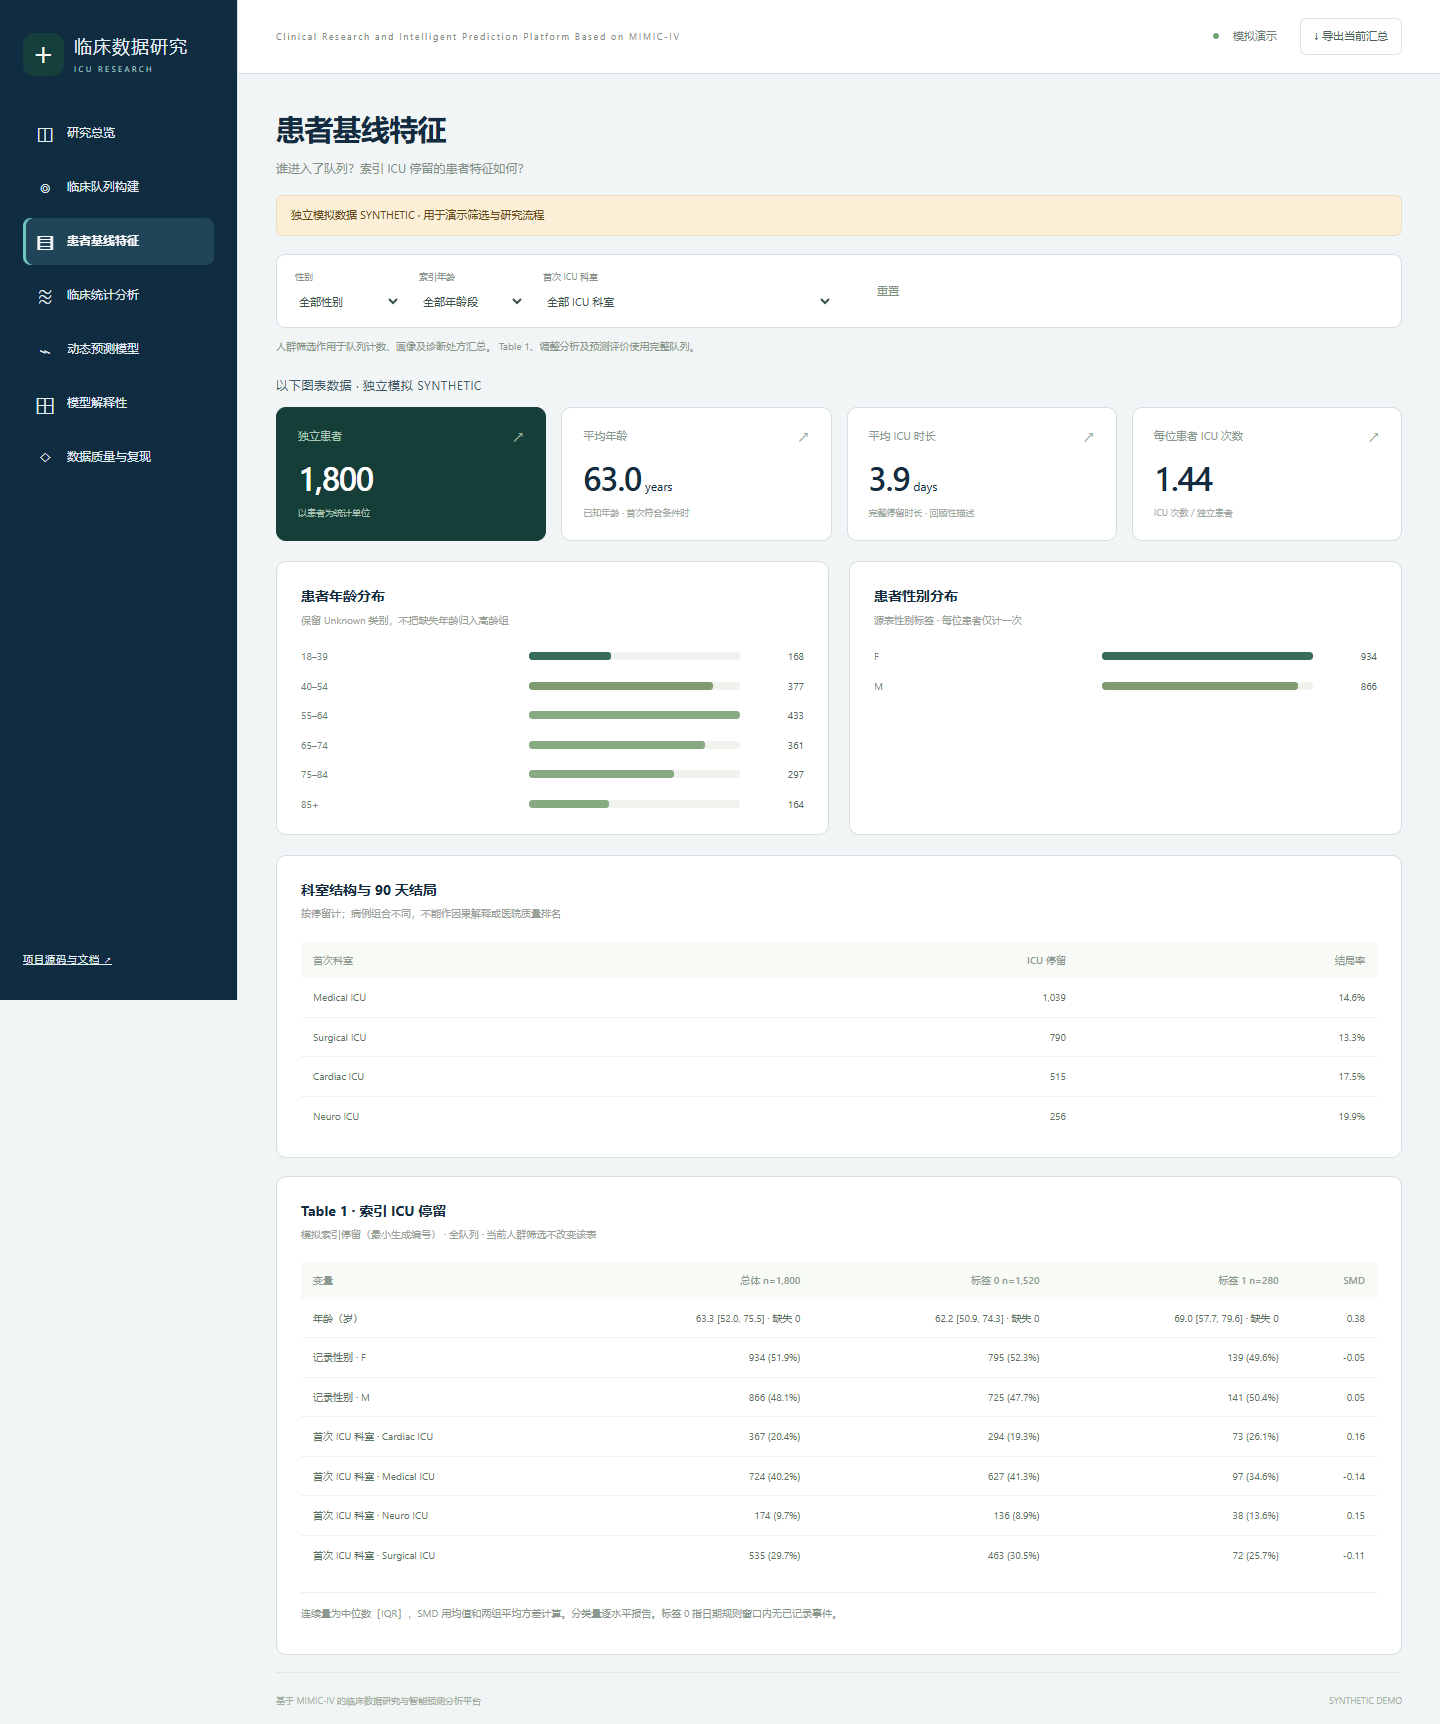 临床数据研究
ICU RESEARCH
研究总览
临床队列构建
患者基线特征
临床统计分析
动态预测模型
模型解释性
数据质量与复现
项目源码与文档 ↗
Clinical Research and Intelligent Prediction Platform Based on MIMIC-IV
模拟演示
↓ 导出当前汇总
患者基线特征
谁进入了队列？索引 ICU 停留的患者特征如何？
独立模拟数据 SYNTHETIC · 用于演示筛选与研究流程
性别 索引年龄 首次 ICU 科室
全部性别 全部年龄段 全部 ICU 科室 重置
人群筛选作用于队列计数、画像及诊断处方汇总。 Table 1、调整分析及预测评价使用完整队列。
以下图表数据 · 独立模拟 SYNTHETIC
独立患者 ↗
1,800
以患者为统计单位
平均年龄 ↗
63.0 years
已知年龄 · 首次符合条件时
平均 ICU 时长 ↗
3.9 days
完整停留时长 · 回顾性描述
每位患者 ICU 次数 ↗
1.44
ICU 次数 / 独立患者
患者年龄分布
保留 Unknown 类别，不把缺失年龄归入高龄组
18–39 168
40–54 377
55–64 433
65–74 361
75–84 297
85+ 164
患者性别分布
源表性别标签 · 每位患者仅计一次
F 934
M 866
科室结构与 90 天结局
按停留计；病例组合不同，不能作因果解释或医院质量排名
首次科室 ICU 停留 结局率
Medical ICU 1,039 14.6%
Surgical ICU 790 13.3%
Cardiac ICU 515 17.5%
Neuro ICU 256 19.9%
Table 1 · 索引 ICU 停留
模拟索引停留（最小生成编号） · 全队列 · 当前人群筛选不改变该表
变量 总体 n=1,800 标签 0 n=1,520 标签 1 n=280 SMD
年龄（岁） 63.3 [52.0, 75.5] · 缺失 0 62.2 [50.9, 74.3] · 缺失 0 69.0 [57.7, 79.6] · 缺失 0 0.38
记录性别 · F 934 (51.9%) 795 (52.3%) 139 (49.6%) -0.05
记录性别 · M 866 (48.1%) 725 (47.7%) 141 (50.4%) 0.05
首次 ICU 科室 · Cardiac ICU 367 (20.4%) 294 (19.3%) 73 (26.1%) 0.16
首次 ICU 科室 · Medical ICU 724 (40.2%) 627 (41.3%) 97 (34.6%) -0.14
首次 ICU 科室 · Neuro ICU 174 (9.7%) 136 (8.9%) 38 (13.6%) 0.15
首次 ICU 科室 · Surgical ICU 535 (29.7%) 463 (30.5%) 72 (25.7%) -0.11
连续量为中位数［IQR］，SMD 用均值和两组平均方差计算。分类量逐水平报告。标签 0 指日期规则窗口内无已记录事件。
基于 MIMIC-IV 的临床数据研究与智能预测分析平台
SYNTHETIC DEMO